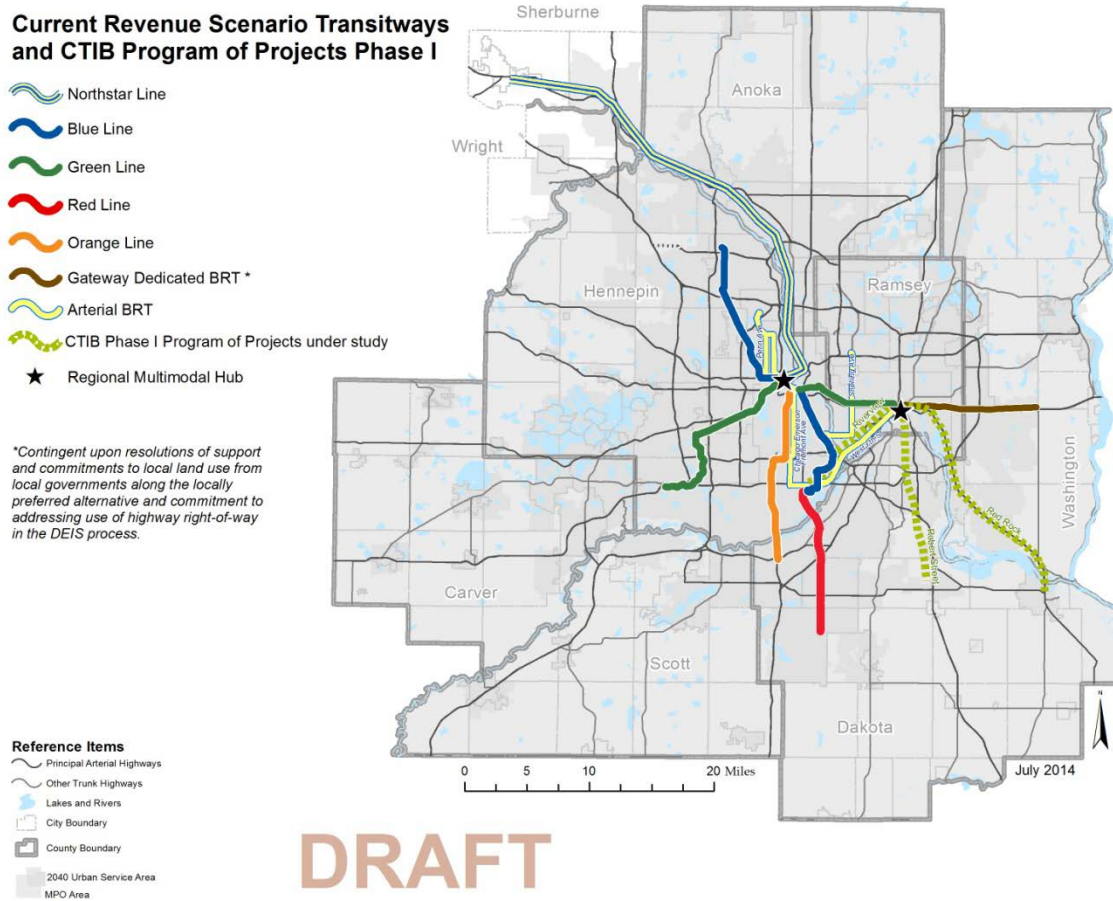 Current Revenue Scenario Transitways
and CTIB Program of Projects Phase I
Northstar Line
Blue Line
Green Line
Red Line
Orange Line
Gateway Dedicated BRT *
Arterial BRT
CTIB Phase I Program of Projects under study
Regional Multimodal Hub
*Contingent upon resolutions of support
and commitments to local land use from
local governments along the locally
preferred alternative and commitment to
addressing use of highway right-of-way
in the DEIS process.
Sherburne
Anoka
Wright
Hennepin
Ramsey
Washington
Carver
Scott
Dakota
Penn Ave
Riverview
Chicago Emerson
Fremont Ave
Robert Street
Red Rock
Reference Items
Principal Arterial Highways
Other Trunk Highways
Lakes and Rivers
City Boundary
County Boundary
2040 Urban Service Area
MPO Area
0 5 10 20 Miles
N
July 2014
DRAFT